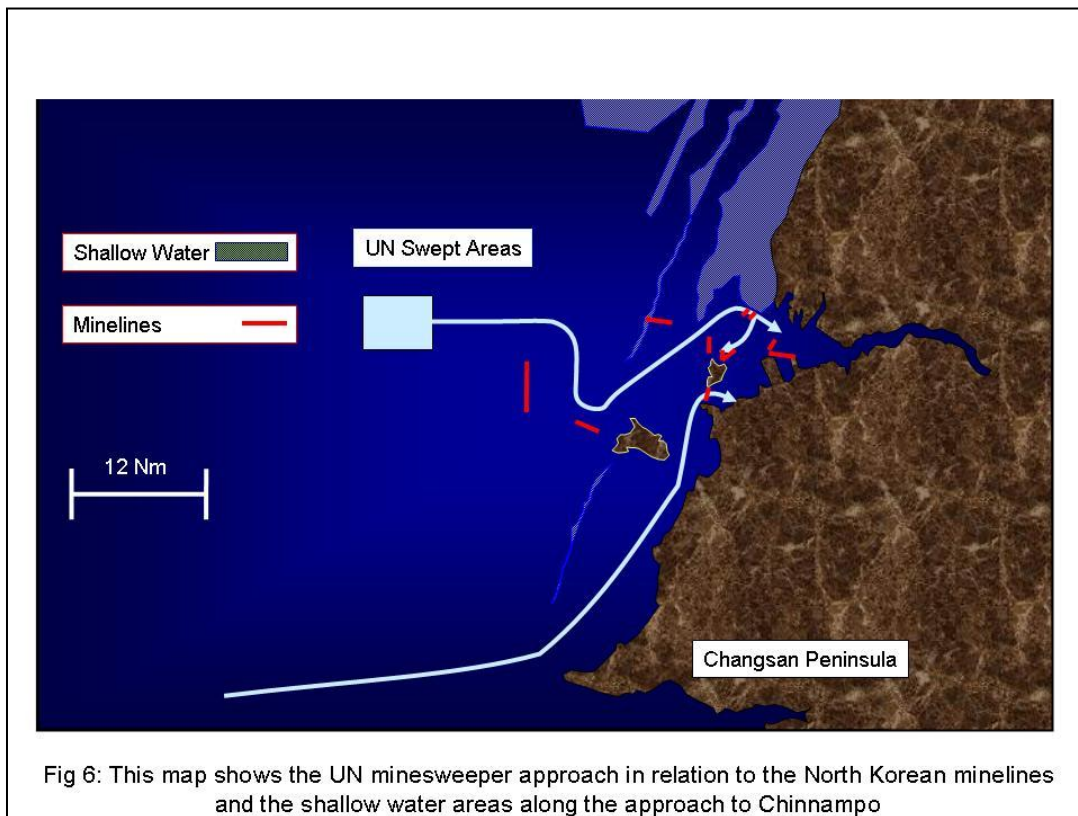 Shallow Water
UN Swept Areas
Minelines
12 Nm
Changsan Peninsula
Fig 6: This map shows the UN minesweeper approach in relation to the North Korean minelines
and the shallow water areas along the approach to Chinnampo